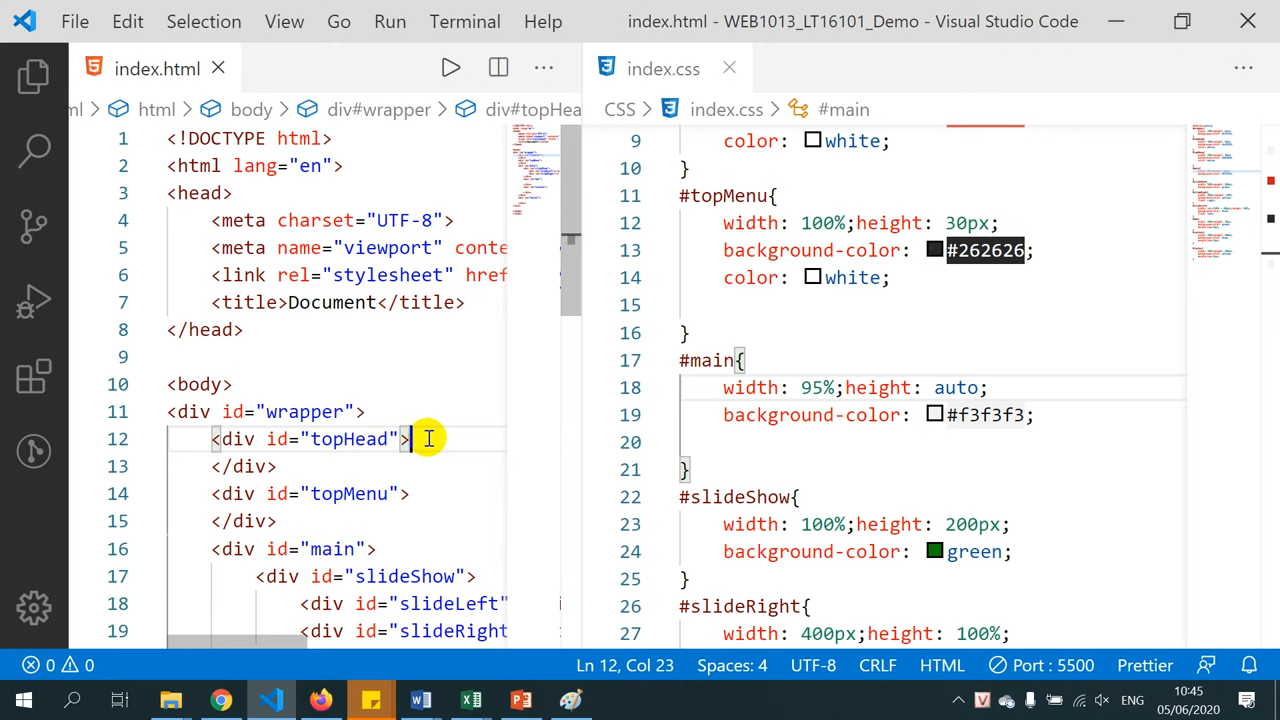 File Edit Selection View Go Run Terminal Help index.html - WEB1013_LT16101_Demo - Visual Studio Code
index.html
index.css
ml > html > body > div#wrapper > div#topHea
CSS > index.css > #main
1 <!DOCTYPE html>
2 <html lang="en">
3 <head>
4 <meta charset="UTF-8">
5 <meta name="viewport" conte
6 <link rel="stylesheet" href
7 <title>Document</title>
8 </head>
9
10 <body>
11 <div id="wrapper">
12 <div id="topHead">
13 </div>
14 <div id="topMenu">
15 </div>
16 <div id="main">
17 <div id="slideShow">
18 <div id="slideLeft"
19 <div id="slideRight
9 color: white;
10 }
11 #topMenu{
12 width: 100%;height: 30px;
13 background-color: #262626;
14 color: white;
15
16 }
17 #main{
18 width: 95%;height: auto;
19 background-color: #f3f3f3;
20
21 }
22 #slideShow{
23 width: 100%;height: 200px;
24 background-color: green;
25 }
26 #slideRight{
27 width: 400px;height: 100%;
0 0 Ln 12, Col 23 Spaces: 4 UTF-8 CRLF HTML Port : 5500 Prettier
ENG
10:45
05/06/2020